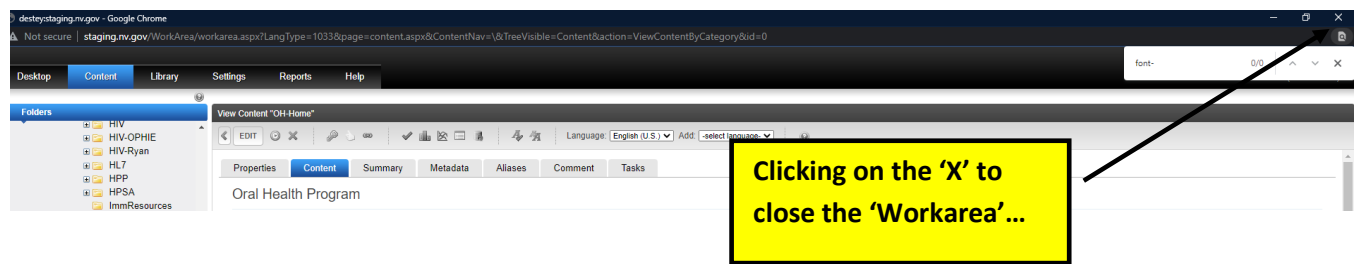 destey:staging.nv.gov - Google Chrome
Not secure | staging.nv.gov/WorkArea/workarea.aspx?LangType=1033&page=content.aspx&ContentNav=\&TreeVisible=Content&action=ViewContentByCategory&id=0
font- 0/0
Desktop Content Library Settings Reports Help
Folders
View Content "OH-Home"
HIV
HIV-OPHIE
HIV-Ryan
HL7
HPP
HPSA
ImmResources
EDIT Language: English (U.S.) Add: -select language-
Properties Content Summary Metadata Aliases Comment Tasks
Oral Health Program
Clicking on the ‘X’ to
close the ‘Workarea’…